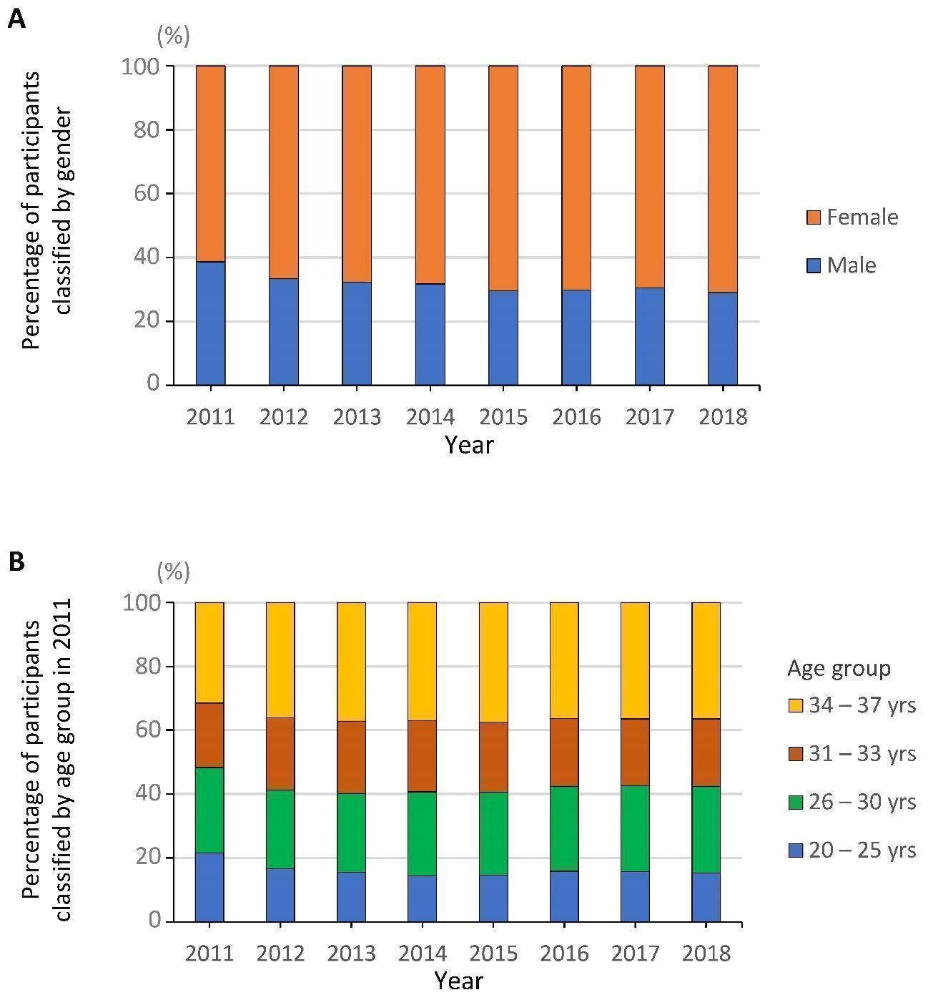 A
(%)
Percentage of participants
classified by gender
100
80
60
40
20
0
2011 2012 2013 2014 2015 2016 2017 2018
Year
Female
Male
B
(%)
Percentage of participants
classified by age group in 2011
100
80
60
40
20
0
2011 2012 2013 2014 2015 2016 2017 2018
Year
Age group
34 – 37 yrs
31 – 33 yrs
26 – 30 yrs
20 – 25 yrs